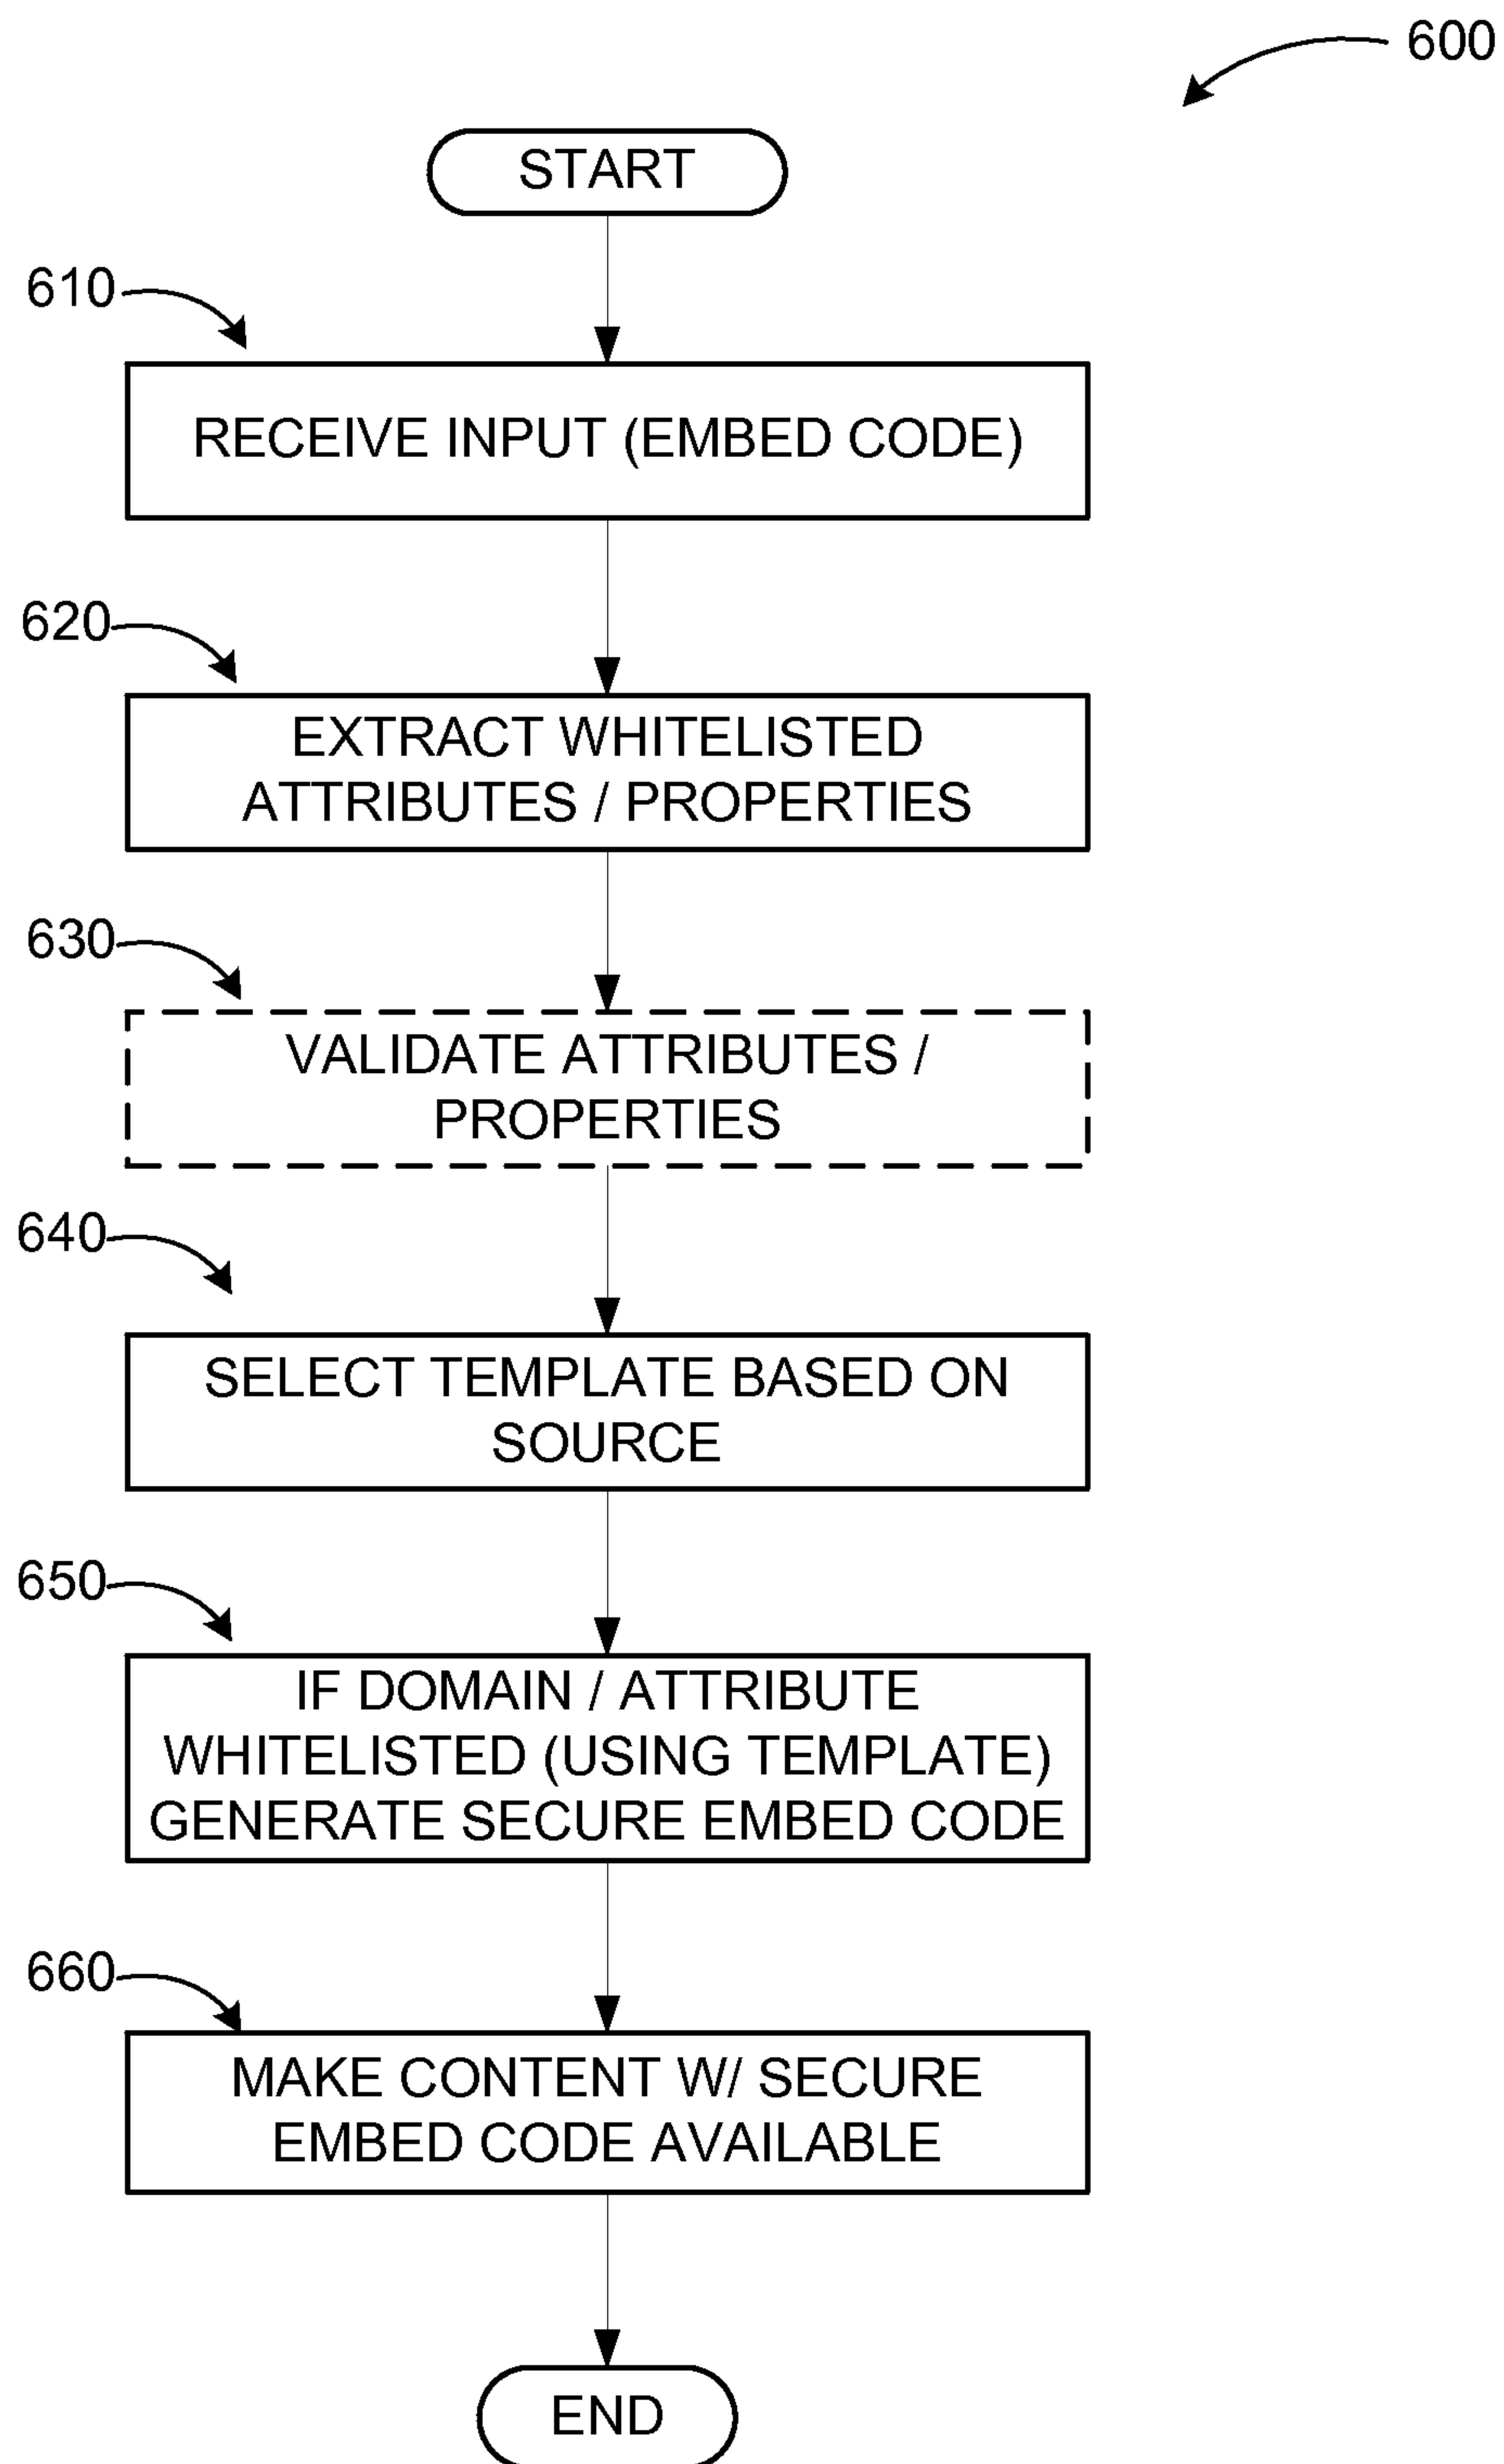 600
START
610
RECEIVE INPUT (EMBED CODE)
620
EXTRACT WHITELISTED
ATTRIBUTES / PROPERTIES
630
VALIDATE ATTRIBUTES /
PROPERTIES
640
SELECT TEMPLATE BASED ON
SOURCE
650
IF DOMAIN / ATTRIBUTE
WHITELISTED (USING TEMPLATE)
GENERATE SECURE EMBED CODE
660
MAKE CONTENT W/ SECURE
EMBED CODE AVAILABLE
END